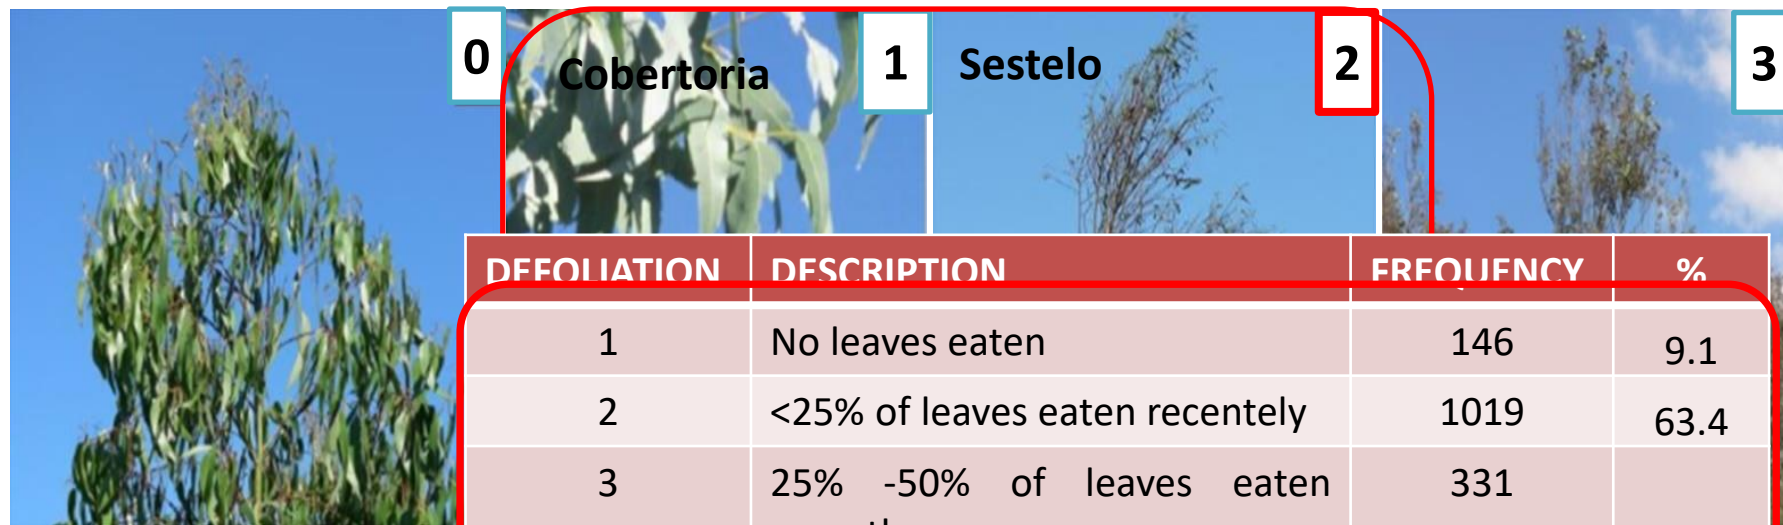 0
Cobertoria
1
Sestelo
2
3
DEFOLIATION DESCRIPTION FREQUENCY %
1 No leaves eaten 146 9.1
2 <25% of leaves eaten recentely 1019 63.4
3 25% -50% of leaves eaten 331